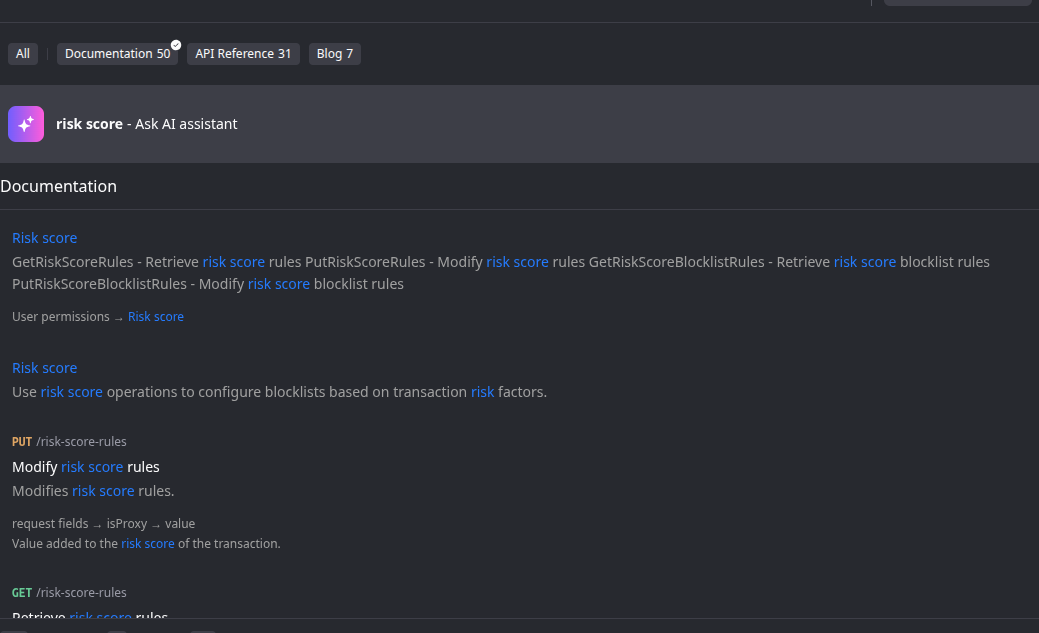 All
Documentation 50
API Reference 31
Blog 7
risk score - Ask AI assistant
Documentation
Risk score
GetRiskScoreRules - Retrieve risk score rules PutRiskScoreRules - Modify risk score rules GetRiskScoreBlocklistRules - Retrieve risk score blocklist rules
PutRiskScoreBlocklistRules - Modify risk score blocklist rules
User permissions → Risk score
Risk score
Use risk score operations to configure blocklists based on transaction risk factors.
PUT /risk-score-rules
Modify risk score rules
Modifies risk score rules.
request fields → isProxy → value
Value added to the risk score of the transaction.
GET /risk-score-rules
Retrieve risk score rules